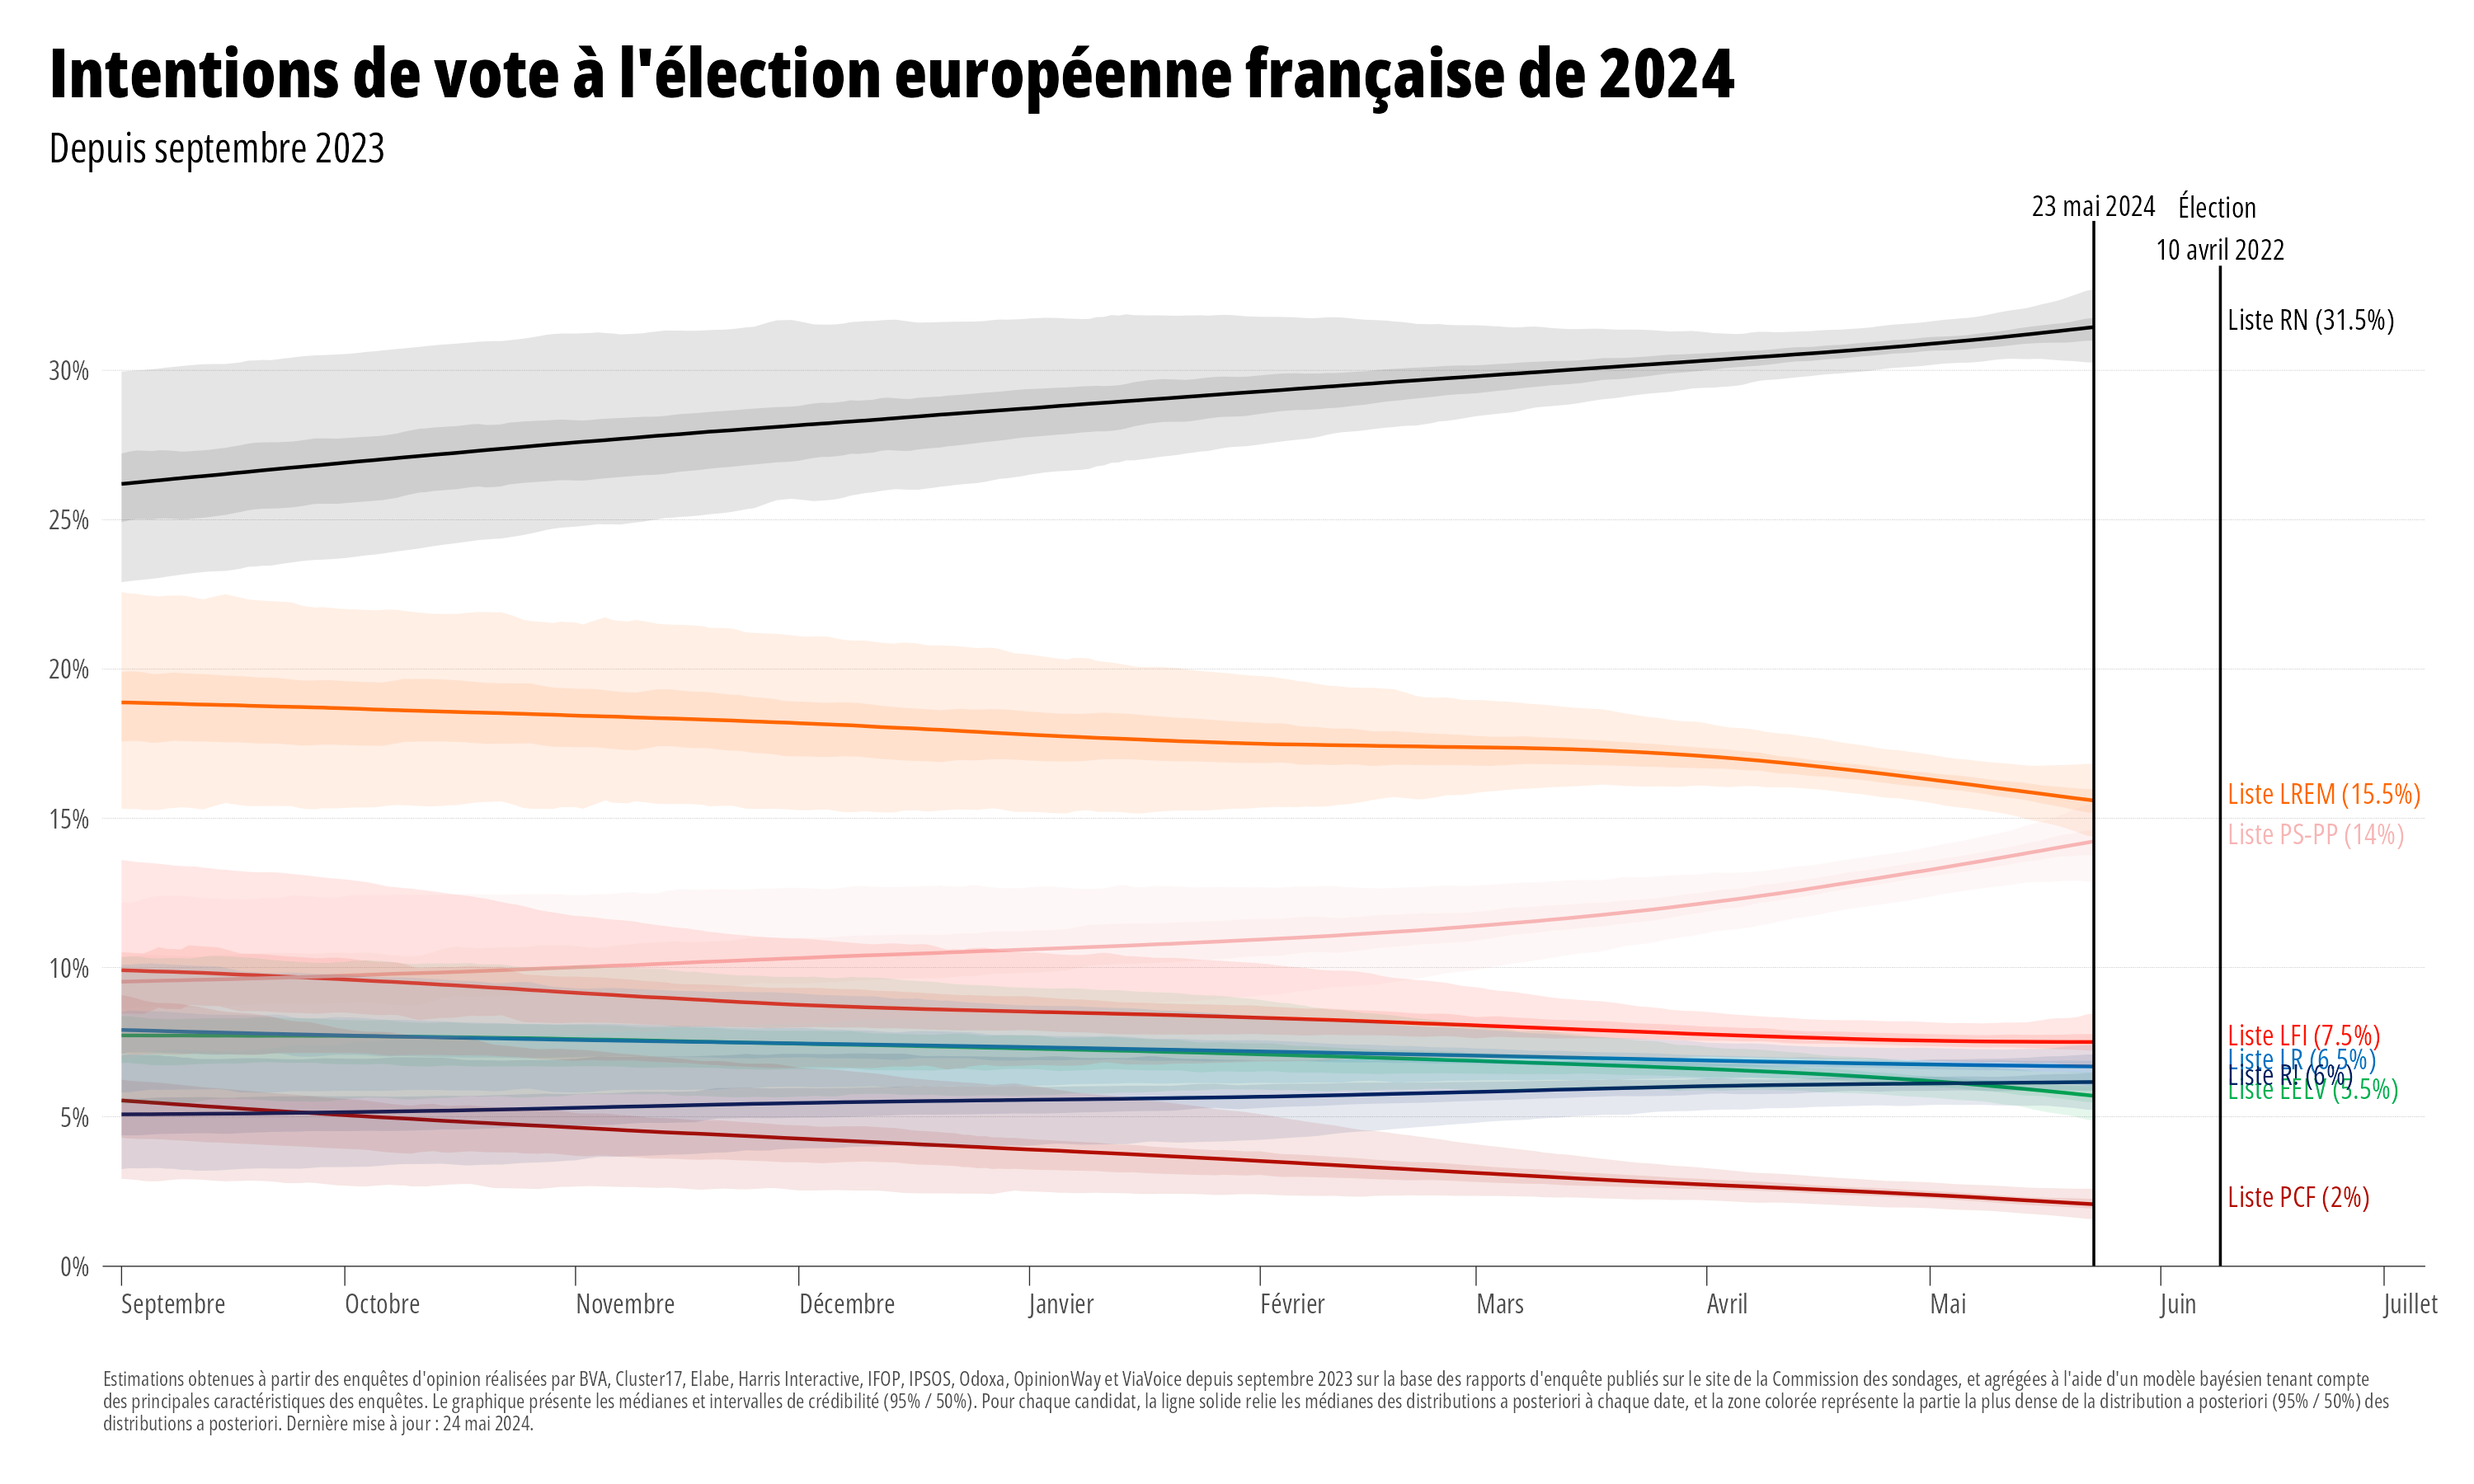 Intentions de vote à l'élection européenne française de 2024
Depuis septembre 2023
23 mai 2024
Élection
10 avril 2022
Liste RN (31.5%)
30%
25%
20%
Liste LREM (15.5%)
15%
Liste PS-PP (14%)
10%
Liste LFI (7.5%)
Liste LR (6.5%)
Liste RL (6%)
Liste EELV (5.5%)
5%
Liste PCF (2%)
0%
Septembre Octobre Novembre Décembre Janvier Février Mars Avril Mai Juin Juillet
Estimations obtenues à partir des enquêtes d'opinion réalisées par BVA, Cluster17, Elabe, Harris Interactive, IFOP, IPSOS, Odoxa, OpinionWay et ViaVoice depuis septembre 2023 sur la base des rapports d'enquête publiés sur le site de la Commission des sondages, et agrégées à l'aide d'un modèle bayésien tenant compte
des principales caractéristiques des enquêtes. Le graphique présente les médianes et intervalles de crédibilité (95% / 50%). Pour chaque candidat, la ligne solide relie les médianes des distributions a posteriori à chaque date, et la zone colorée représente la partie la plus dense de la distribution a posteriori (95% / 50%) des
distributions a posteriori. Dernière mise à jour : 24 mai 2024.